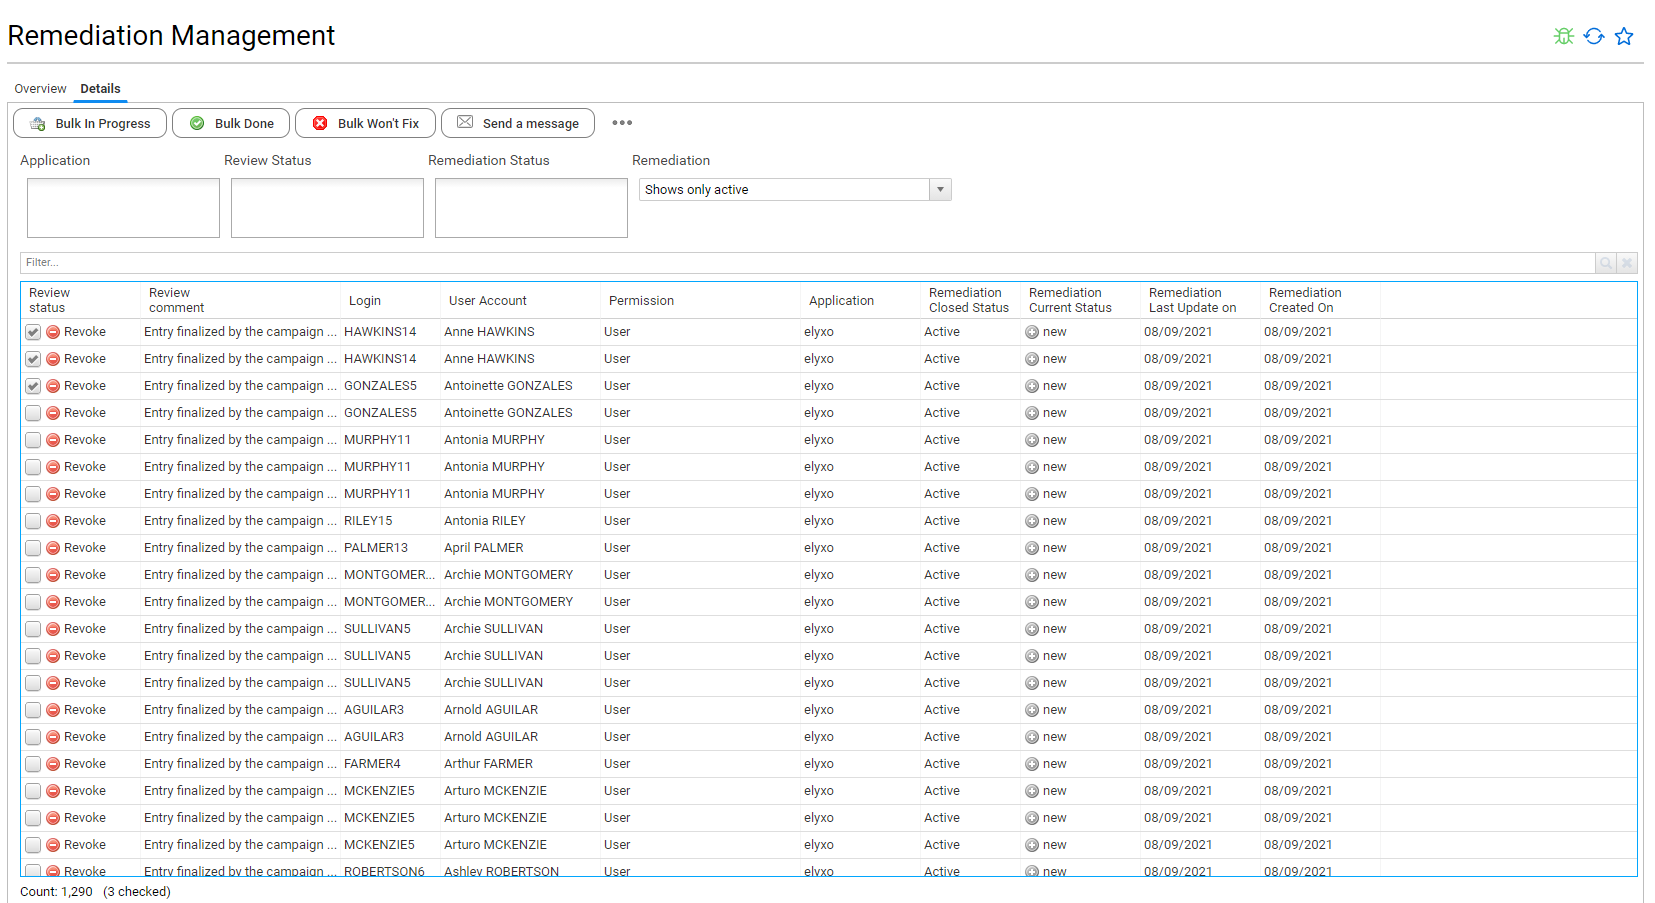 Remediation Management
Overview Details
Bulk In Progress Bulk Done Bulk Won't Fix Send a message
Application Review Status Remediation Status Remediation
Shows only active
Filter...
Review status Review comment Login User Account Permission Application Remediation Closed Status Remediation Current Status Remediation Last Update on Remediation Created On
Revoke Entry finalized by the campaign ... HAWKINS14 Anne HAWKINS User elyxo Active new 08/09/2021 08/09/2021
Revoke Entry finalized by the campaign ... HAWKINS14 Anne HAWKINS User elyxo Active new 08/09/2021 08/09/2021
Revoke Entry finalized by the campaign ... GONZALES5 Antoinette GONZALES User elyxo Active new 08/09/2021 08/09/2021
Revoke Entry finalized by the campaign ... GONZALES5 Antoinette GONZALES User elyxo Active new 08/09/2021 08/09/2021
Revoke Entry finalized by the campaign ... MURPHY11 Antonia MURPHY User elyxo Active new 08/09/2021 08/09/2021
Revoke Entry finalized by the campaign ... MURPHY11 Antonia MURPHY User elyxo Active new 08/09/2021 08/09/2021
Revoke Entry finalized by the campaign ... MURPHY11 Antonia MURPHY User elyxo Active new 08/09/2021 08/09/2021
Revoke Entry finalized by the campaign ... RILEY15 Antonia RILEY User elyxo Active new 08/09/2021 08/09/2021
Revoke Entry finalized by the campaign ... PALMER13 April PALMER User elyxo Active new 08/09/2021 08/09/2021
Revoke Entry finalized by the campaign ... MONTGOMER... Archie MONTGOMERY User elyxo Active new 08/09/2021 08/09/2021
Revoke Entry finalized by the campaign ... MONTGOMER... Archie MONTGOMERY User elyxo Active new 08/09/2021 08/09/2021
Revoke Entry finalized by the campaign ... SULLIVAN5 Archie SULLIVAN User elyxo Active new 08/09/2021 08/09/2021
Revoke Entry finalized by the campaign ... SULLIVAN5 Archie SULLIVAN User elyxo Active new 08/09/2021 08/09/2021
Revoke Entry finalized by the campaign ... SULLIVAN5 Archie SULLIVAN User elyxo Active new 08/09/2021 08/09/2021
Revoke Entry finalized by the campaign ... AGUILAR3 Arnold AGUILAR User elyxo Active new 08/09/2021 08/09/2021
Revoke Entry finalized by the campaign ... AGUILAR3 Arnold AGUILAR User elyxo Active new 08/09/2021 08/09/2021
Revoke Entry finalized by the campaign ... FARMER4 Arthur FARMER User elyxo Active new 08/09/2021 08/09/2021
Revoke Entry finalized by the campaign ... MCKENZIE5 Arturo MCKENZIE User elyxo Active new 08/09/2021 08/09/2021
Revoke Entry finalized by the campaign ... MCKENZIE5 Arturo MCKENZIE User elyxo Active new 08/09/2021 08/09/2021
Revoke Entry finalized by the campaign ... MCKENZIE5 Arturo MCKENZIE User elyxo Active new 08/09/2021 08/09/2021
Revoke Entry finalized by the campaign ... ROBERTSON6 Ashley ROBERTSON User elyxo Active new 08/09/2021 08/09/2021
Count: 1,290 (3 checked)